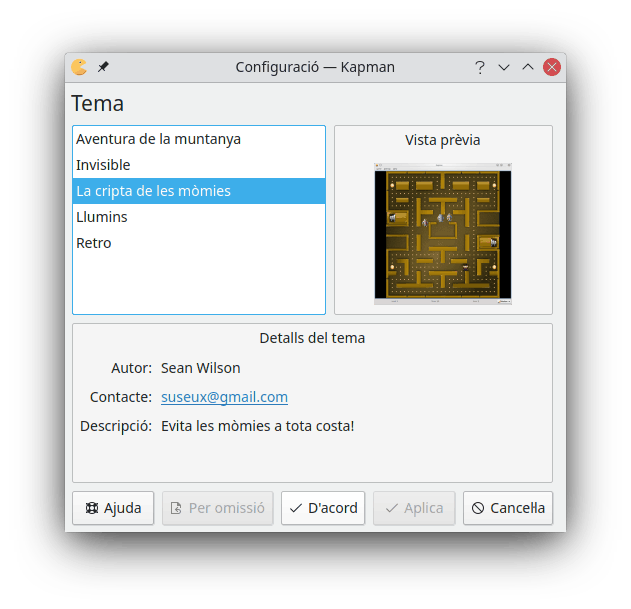 Configuració — Kapman
Tema
Aventura de la muntanya
Invisible
La cripta de les mòmies
Llumins
Retro
Vista prèvia
Detalls del tema
Autor: Sean Wilson
Contacte: suseux@gmail.com
Descripció: Evita les mòmies a tota costa!
Ajuda
Per omissió
D'acord
Aplica
Cancel·la